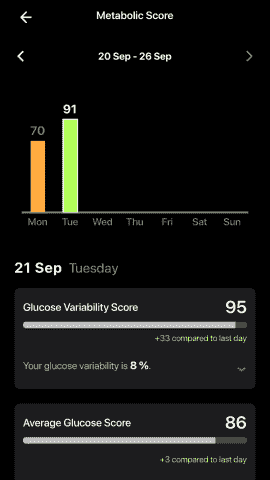 Metabolic Score
20 Sep - 26 Sep
91
70
Mon Tue Wed Thu Fri Sat Sun
21 Sep Tuesday
Glucose Variability Score 95
+33 compared to last day
Your glucose variability is 8 %.
Average Glucose Score 86
+3 compared to last day